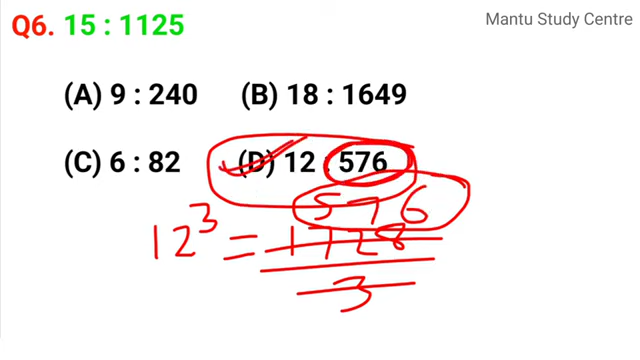 Mantu Study Centre
Q6. 15 : 1125
(A) 9 : 240 (B) 18 : 1649
(C) 6 : 82 (D) 12 : 576
576
12³ = 1728
3